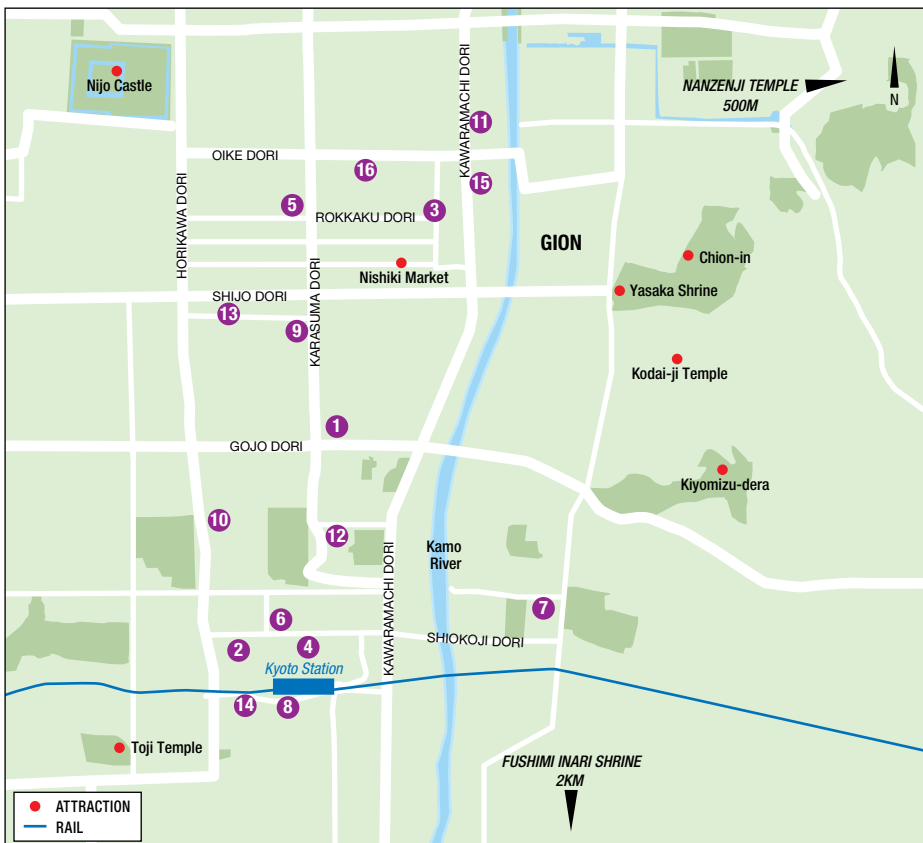 Nijo Castle
NANZENJI TEMPLE
500M
N
KAWARAMACHI DORI
11
OIKE DORI
16
15
HORIKAWA DORI
5
ROKKAKU DORI
3
GION
Chion-in
Nishiki Market
KARASUMA DORI
SHIJO DORI
Yasaka Shrine
13
9
Kodai-ji Temple
1
GOJO DORI
Kiyomizu-dera
10
12
Kamo
River
KAWARAMACHI DORI
7
6
2
4
SHIOKOJI DORI
Kyoto Station
14
8
Toji Temple
FUSHIMI INARI SHRINE
2KM
ATTRACTION
RAIL